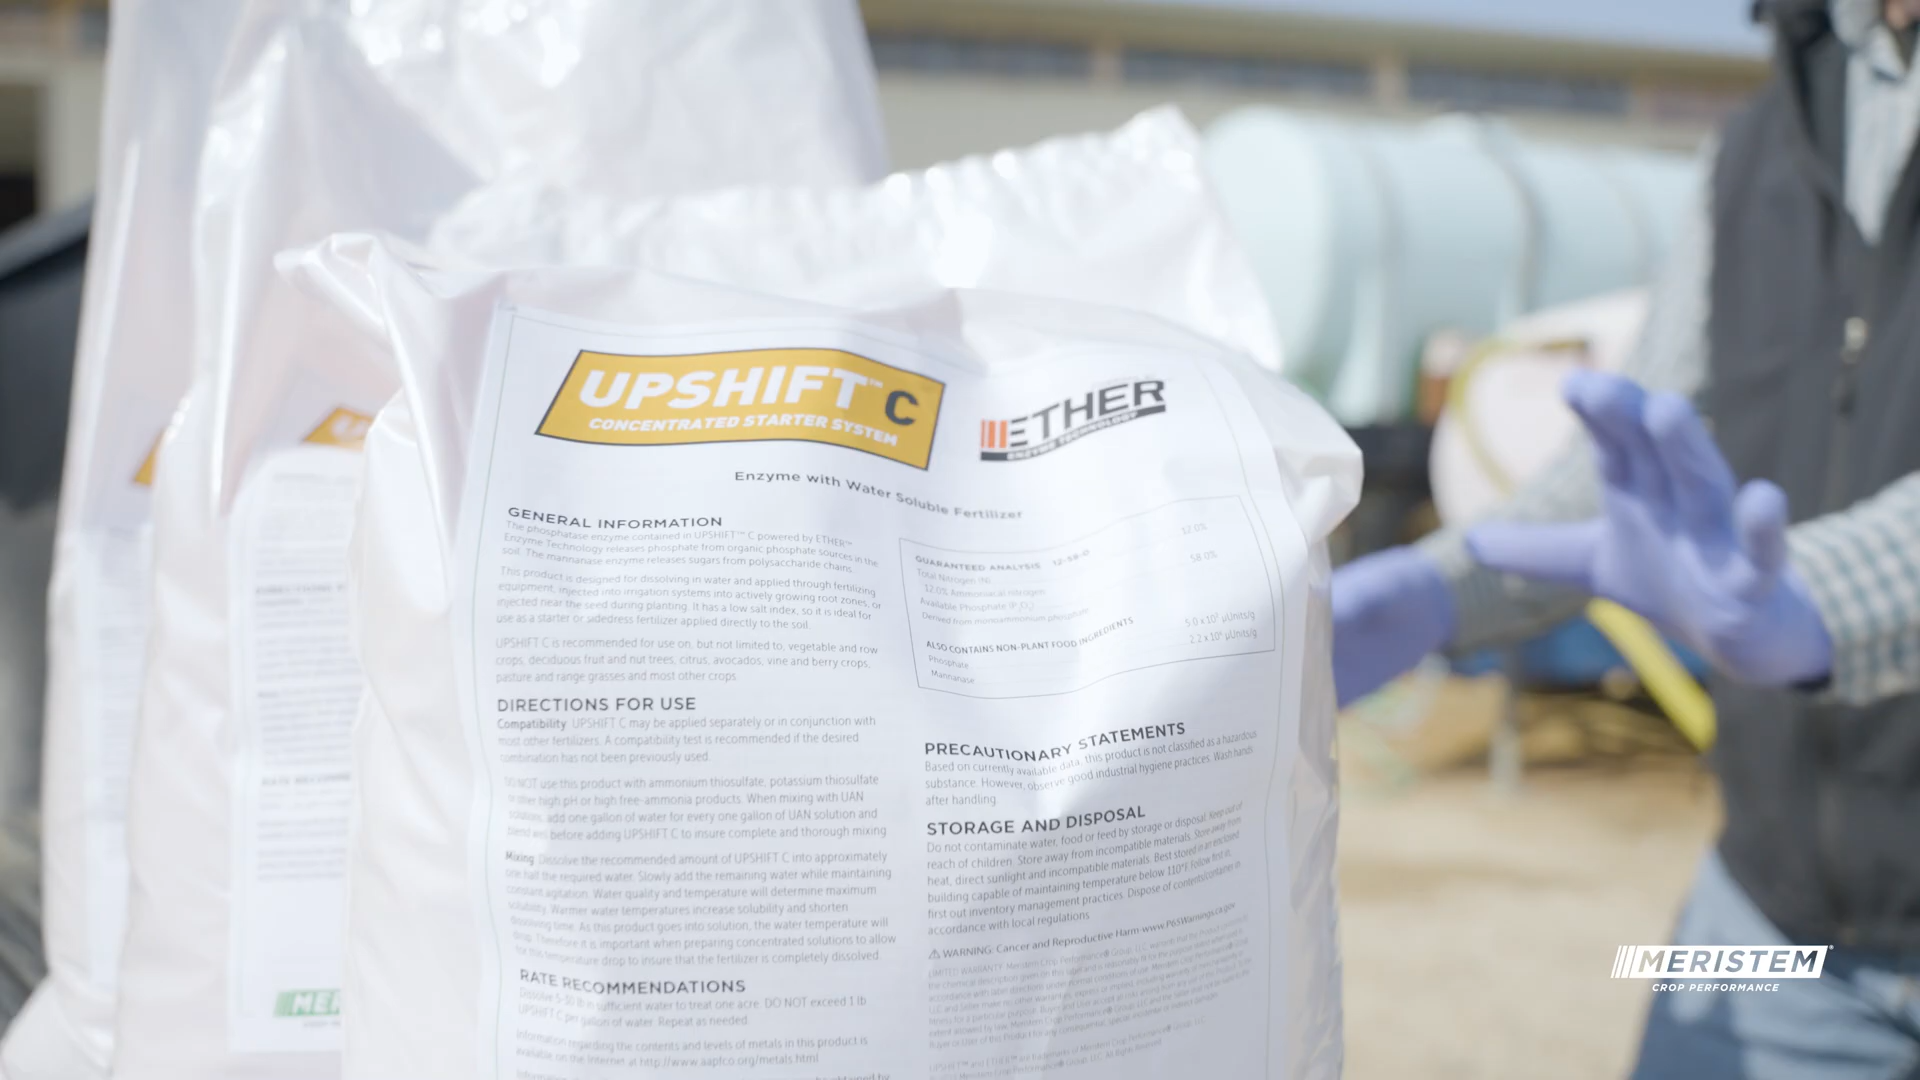 UPSHIFT™ C
CONCENTRATED STARTER SYSTEM
ETHER
ENZYME TECHNOLOGY
Enzyme with Water Soluble Fertilizer
GENERAL INFORMATION
The phosphatase enzyme contained in UPSHIFT™ C powered by ETHER™
Enzyme Technology releases phosphate from organic phosphate sources in the
soil. The mannanase enzyme releases sugars from polysaccharide chains.
This product is designed for dissolving in water and applied through fertilizing
equipment, injected into irrigation systems into actively growing root zones, or
injected near the seed during planting. It has a low salt index, so it is ideal for
use as a starter or sidedress fertilizer applied directly to the soil.
UPSHIFT C is recommended for use on, but not limited to, vegetable and row
crops, deciduous fruit and nut trees, citrus, avocados, vine and berry crops,
pasture and range grasses and most other crops.
DIRECTIONS FOR USE
Compatibility: UPSHIFT C may be applied separately or in conjunction with
most other fertilizers. A compatibility test is recommended if the desired
combination has not been previously used.
DO NOT use this product with ammonium thiosulfate, potassium thiosulfate
or other high pH or high free-ammonia products. When mixing with UAN
solution, add one gallon of water for every one gallon of UAN solution and
blend well before adding UPSHIFT C to insure complete and thorough mixing.
Mixing: Dissolve the recommended amount of UPSHIFT C into approximately
one half the required water. Slowly add the remaining water while maintaining
constant agitation. Water quality and temperature will determine maximum
solubility. Warmer water temperatures increase solubility and shorten
dissolving time. As this product goes into solution, the water temperature will
drop. Therefore it is important when preparing concentrated solutions to allow
for this temperature drop to insure that the fertilizer is completely dissolved.
RATE RECOMMENDATIONS
Dissolve 5-10 lb in sufficient water to treat one acre. DO NOT exceed 1 lb
UPSHIFT C per gallon of water. Repeat as needed.
Information regarding the contents and levels of metals in this product is
available on the Internet at http://www.aapfco.org/metals.html
GUARANTEED ANALYSIS 12-58-0
Total Nitrogen (N) 12.0%
12.0% Ammoniacal nitrogen
Available Phosphate (P₂O₅) 58.0%
Derived from monoammonium phosphate
ALSO CONTAINS NON-PLANT FOOD INGREDIENTS
Phosphate
Mannanase
PRECAUTIONARY STATEMENTS
Based on currently available data, this product is not classified as a hazardous
substance. However, observe good industrial hygiene practices. Wash hands
after handling.
STORAGE AND DISPOSAL
Do not contaminate water, food or feed by storage or disposal. Keep out of
reach of children. Store away from incompatible materials. Store away from
heat, direct sunlight and incompatible materials. Best stored in an enclosed
building capable of maintaining temperature below 110°F. Follow first in,
first out inventory management practices. Dispose of contents/container in
accordance with local regulations.
⚠ WARNING: Cancer and Reproductive Harm-www.P65Warnings.ca.gov
MERISTEM®
CROP PERFORMANCE